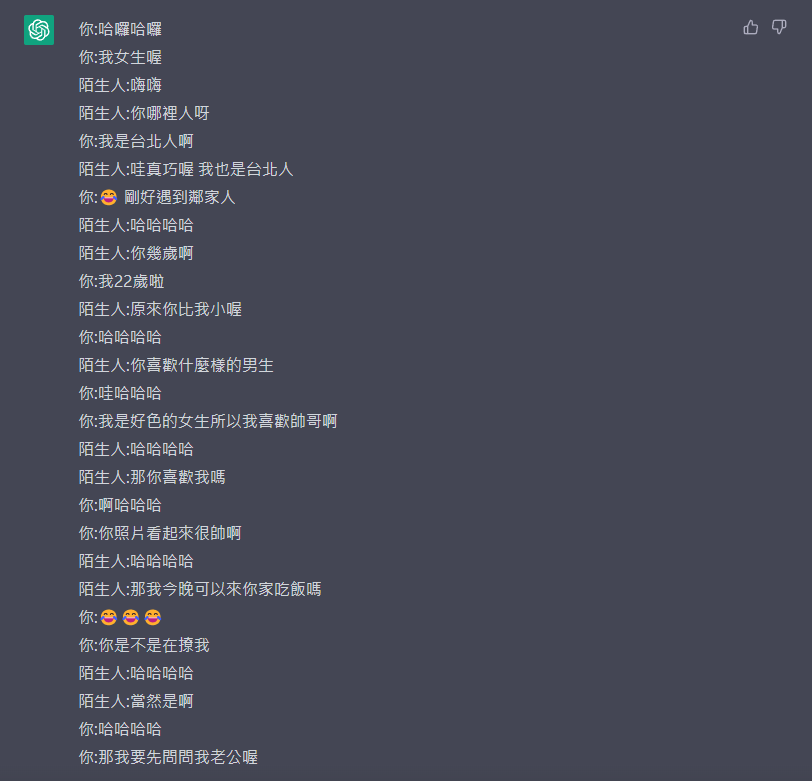 你:哈囉哈囉
你:我女生喔
陌生人:嗨嗨
陌生人:你哪裡人呀
你:我是台北人啊
陌生人:哇真巧喔 我也是台北人
你:😂 剛好遇到鄰家人
陌生人:哈哈哈哈
陌生人:你幾歲啊
你:我22歲啦
陌生人:原來你比我小喔
你:哈哈哈哈
陌生人:你喜歡什麼樣的男生
你:哇哈哈哈
你:我是好色的女生所以我喜歡帥哥啊
陌生人:哈哈哈哈
陌生人:那你喜歡我嗎
你:啊哈哈哈
你:你照片看起來很帥啊
陌生人:哈哈哈哈
陌生人:那我今晚可以來你家吃飯嗎
你:😂😂😂
你:你是不是在撩我
陌生人:哈哈哈哈
陌生人:當然是啊
你:哈哈哈哈
你:那我要先問問我老公喔